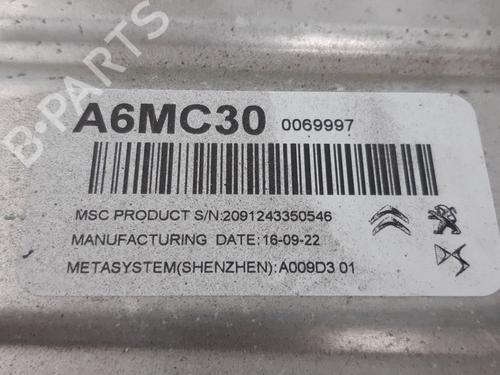 B-PARTS
A6MC30 0069997
MSC PRODUCT S/N:2091243350546
MANUFACTURING DATE:16-09-22
METASYSTEM(SHENZHEN):A009D3 01